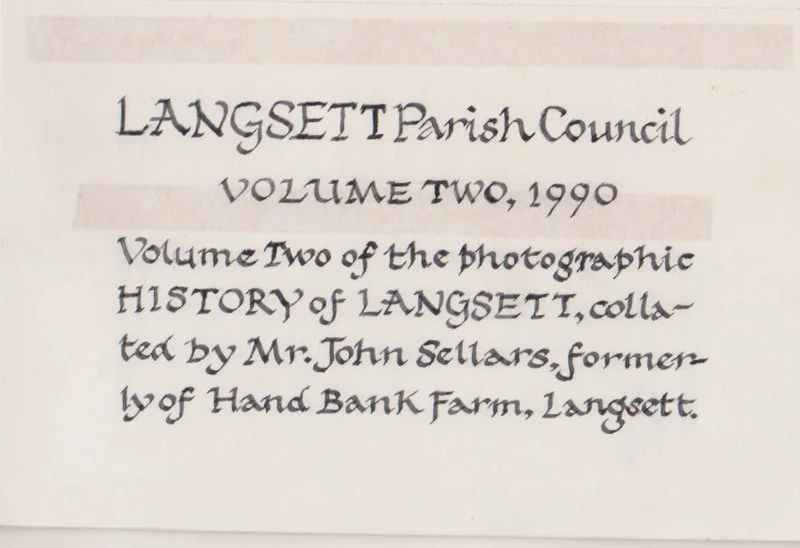 LANGSETT Parish Council
VOLUME TWO, 1990
Volume Two of the photographic
HISTORY of LANGSETT, colla-
ted by Mr. John Sellars, former-
ly of Hand Bank Farm, Langsett.